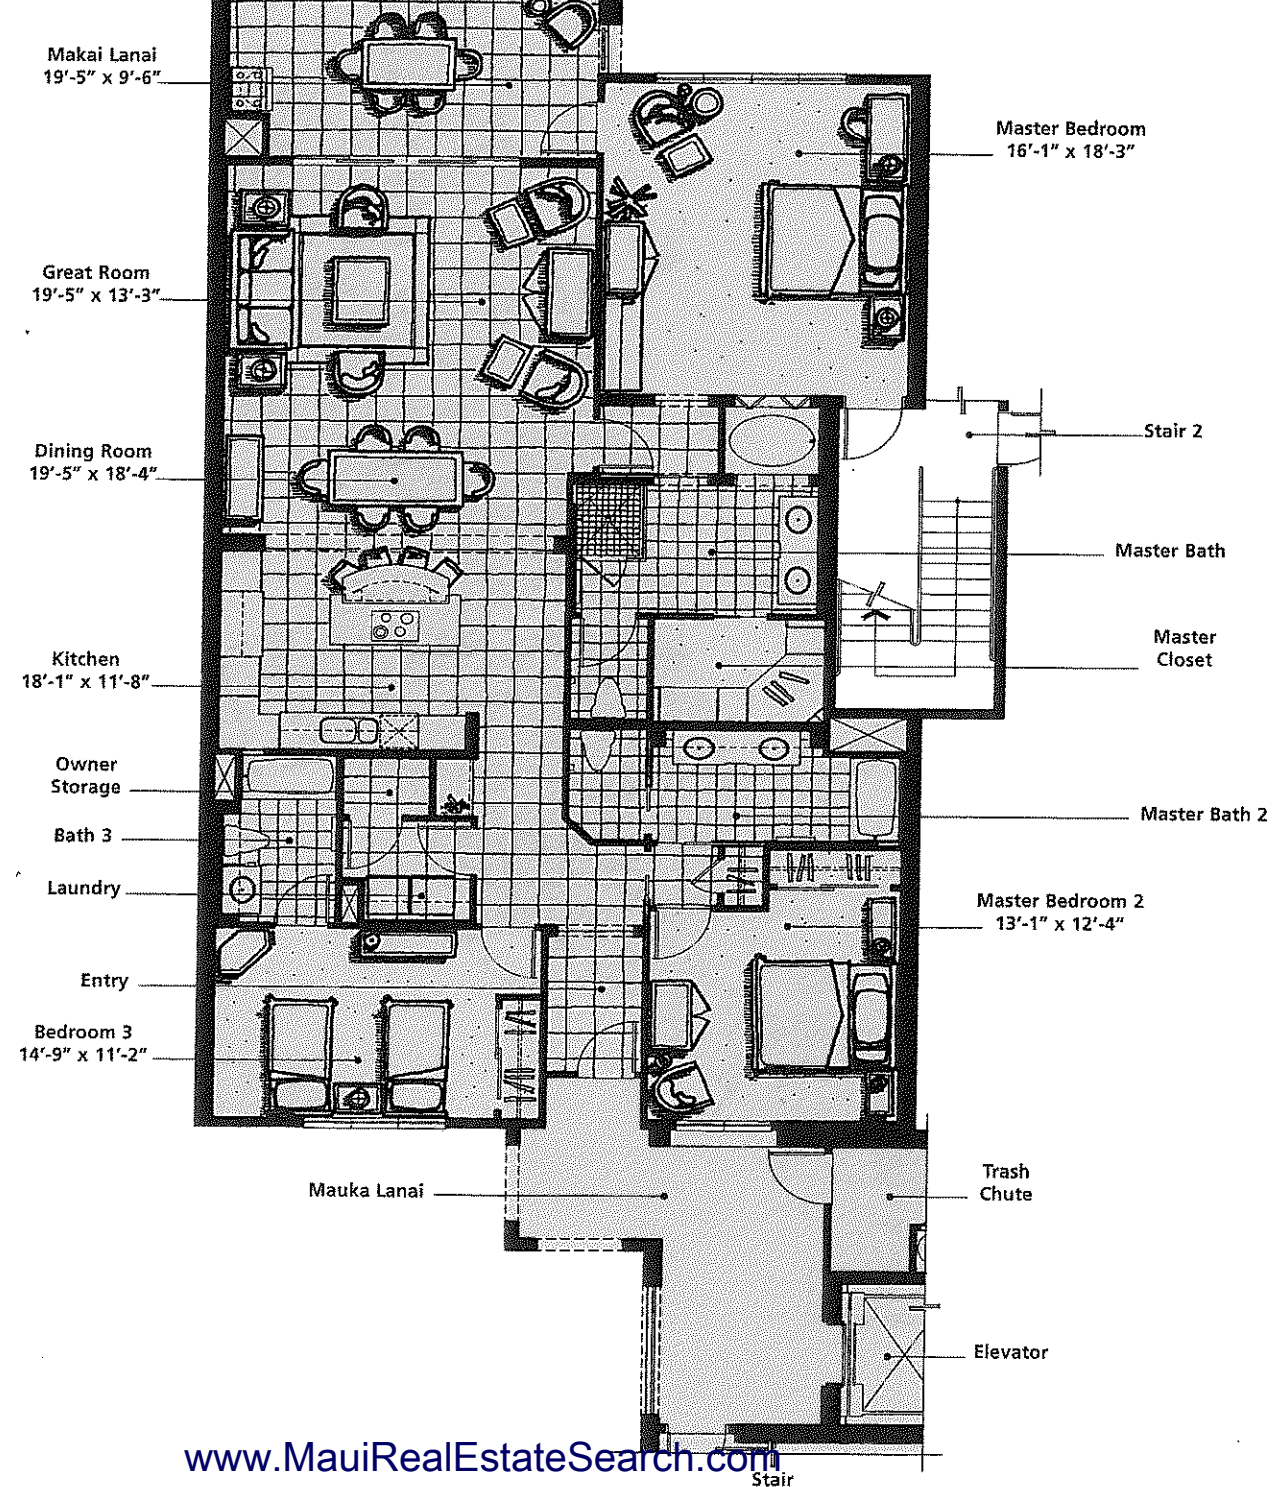 Makai Lanai
19'-5" x 9'-6"
Master Bedroom
16'-1" x 18'-3"
Great Room
19'-5" x 13'-3"
Dining Room
19'-5" x 18'-4"
Stair 2
Master Bath
Master
Closet
Kitchen
18'-1" x 11'-8"
Owner
Storage
Master Bath 2
Bath 3
Laundry
Master Bedroom 2
13'-1" x 12'-4"
Entry
Bedroom 3
14'-9" x 11'-2"
Mauka Lanai
Trash
Chute
Elevator
www.MauiRealEstateSearch.com
Stair